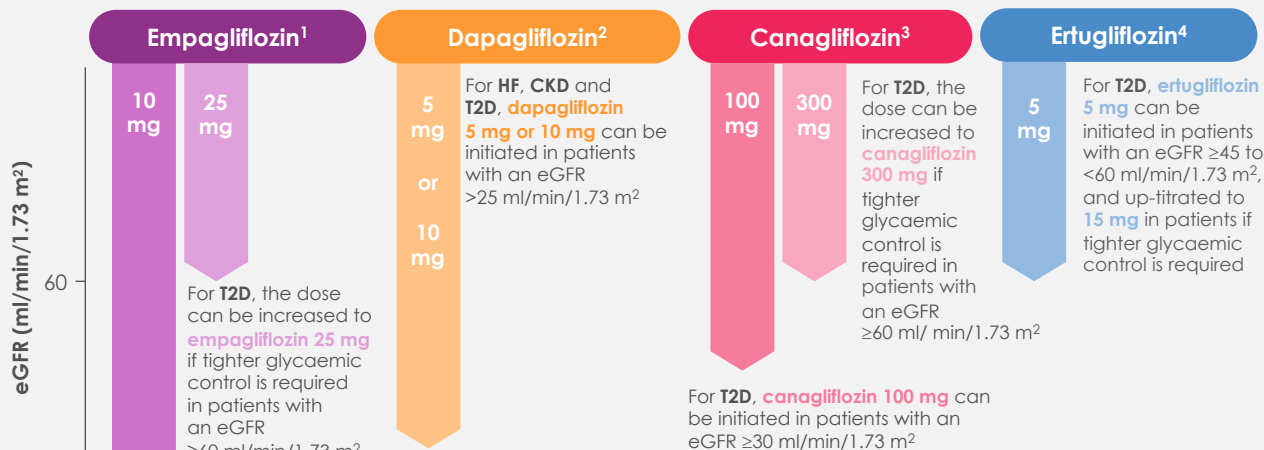 Empagliflozin¹
Dapagliflozin²
Canagliflozin³
Ertugliflozin⁴
eGFR (ml/min/1.73 m²)
60
10
mg
25
mg
For T2D, the dose
can be increased to
empagliflozin 25 mg
if tighter glycaemic
control is required
in patients with
an eGFR
≥60 ml/min/1.73 m²
5
mg
or
10
mg
For HF, CKD and
T2D, dapagliflozin
5 mg or 10 mg can be
initiated in patients
with an eGFR
>25 ml/min/1.73 m²
100
mg
300
mg
For T2D, the
dose can be
increased to
canagliflozin
300 mg if
tighter
glycaemic
control is
required in
patients with
an eGFR
≥60 ml/ min/1.73 m²
For T2D, canagliflozin 100 mg can
be initiated in patients with an
eGFR ≥30 ml/min/1.73 m²
5
mg
For T2D, ertugliflozin
5 mg can be
initiated in patients
with an eGFR ≥45 to
<60 ml/min/1.73 m²,
and up-titrated to
15 mg in patients if
tighter glycaemic
control is required